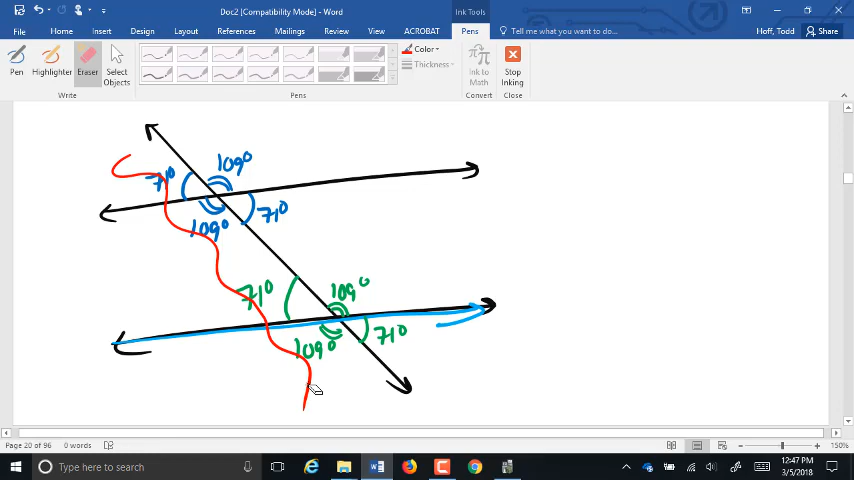 Doc2 [Compatibility Mode] - Word
Ink Tools
Hoff, Todd
Share
File
Home
Insert
Design
Layout
References
Mailings
Review
View
ACROBAT
Pens
Tell me what you want to do...
Pen
Highlighter
Eraser
Select Objects
Color
Thickness
Ink to Math
Stop Inking
Write
Pens
Convert
Close
109°
71°
71°
109°
71°
109°
71°
109°
Page 20 of 96
0 words
150%
Type here to search
12:47 PM
3/5/2018